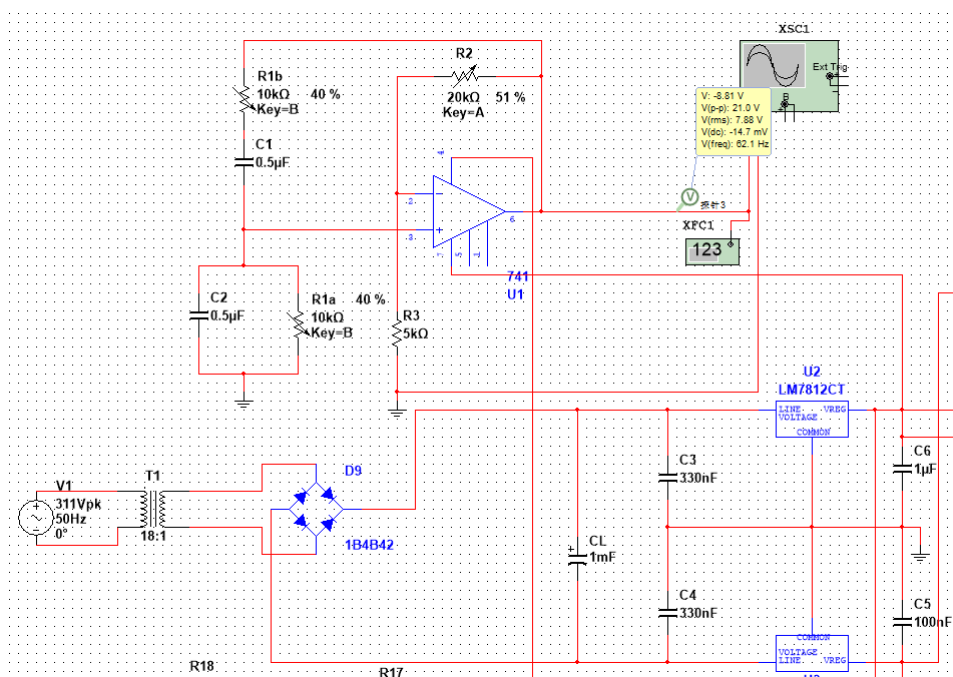 XSC1
Ext Trig
B
V: -8.81 V
V(p-p): 21.0 V
V(rms): 7.88 V
V(dc): -14.7 mV
V(freq): 62.1 Hz
V
探针3
XFC1
123
R1b
10kΩ 40 %
Key=B
C1
0.5µF
R2
20kΩ 51 %
Key=A
4
2
3
6
7 5 1
741
U1
C2
0.5µF
R1a 40 %
10kΩ
Key=B
R3
5kΩ
U2
LM7812CT
LINE VREG
VOLTAGE
COMMON
V1
311Vpk
50Hz
0°
T1
18:1
D9
1B4B42
CL
1mF
C3
330nF
C4
330nF
C6
1µF
C5
100nF
COMMON
VOLTAGE
LINE VREG
R18
R17